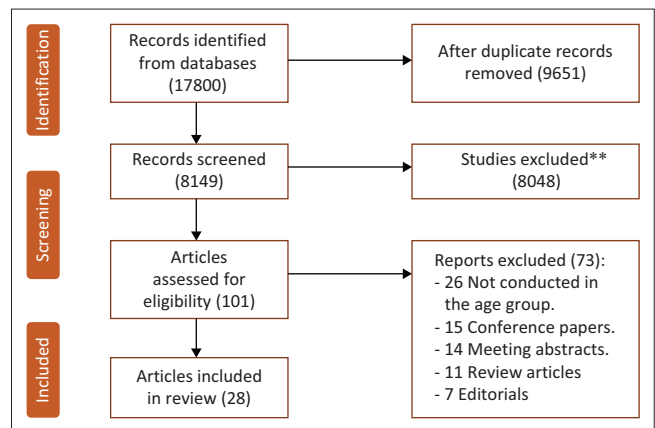 Identification
Records identified
from databases
(17800)
After duplicate records
removed (9651)
Screening
Records screened
(8149)
Studies excluded**
(8048)
Articles
assessed for
eligibility (101)
Reports excluded (73):
- 26 Not conducted in
the age group.
- 15 Conference papers.
- 14 Meeting abstracts.
- 11 Review articles
- 7 Editorials
Included
Articles included
in review (28)